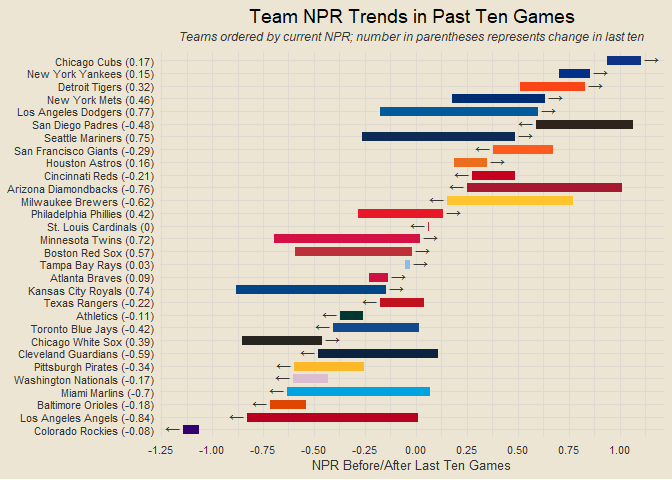 Team NPR Trends in Past Ten Games
Teams ordered by current NPR; number in parentheses represents change in last ten
Chicago Cubs (0.17)
New York Yankees (0.15)
Detroit Tigers (0.32)
New York Mets (0.46)
Los Angeles Dodgers (0.77)
San Diego Padres (-0.48)
Seattle Mariners (0.75)
San Francisco Giants (-0.29)
Houston Astros (0.16)
Cincinnati Reds (-0.21)
Arizona Diamondbacks (-0.76)
Milwaukee Brewers (-0.62)
Philadelphia Phillies (0.42)
St. Louis Cardinals (0)
Minnesota Twins (0.72)
Boston Red Sox (0.57)
Tampa Bay Rays (0.03)
Atlanta Braves (0.09)
Kansas City Royals (0.74)
Texas Rangers (-0.22)
Athletics (-0.11)
Toronto Blue Jays (-0.42)
Chicago White Sox (0.39)
Cleveland Guardians (-0.59)
Pittsburgh Pirates (-0.34)
Washington Nationals (-0.17)
Miami Marlins (-0.7)
Baltimore Orioles (-0.18)
Los Angeles Angels (-0.84)
Colorado Rockies (-0.08)
-1.25 -1.00 -0.75 -0.50 -0.25 0.00 0.25 0.50 0.75 1.00
NPR Before/After Last Ten Games